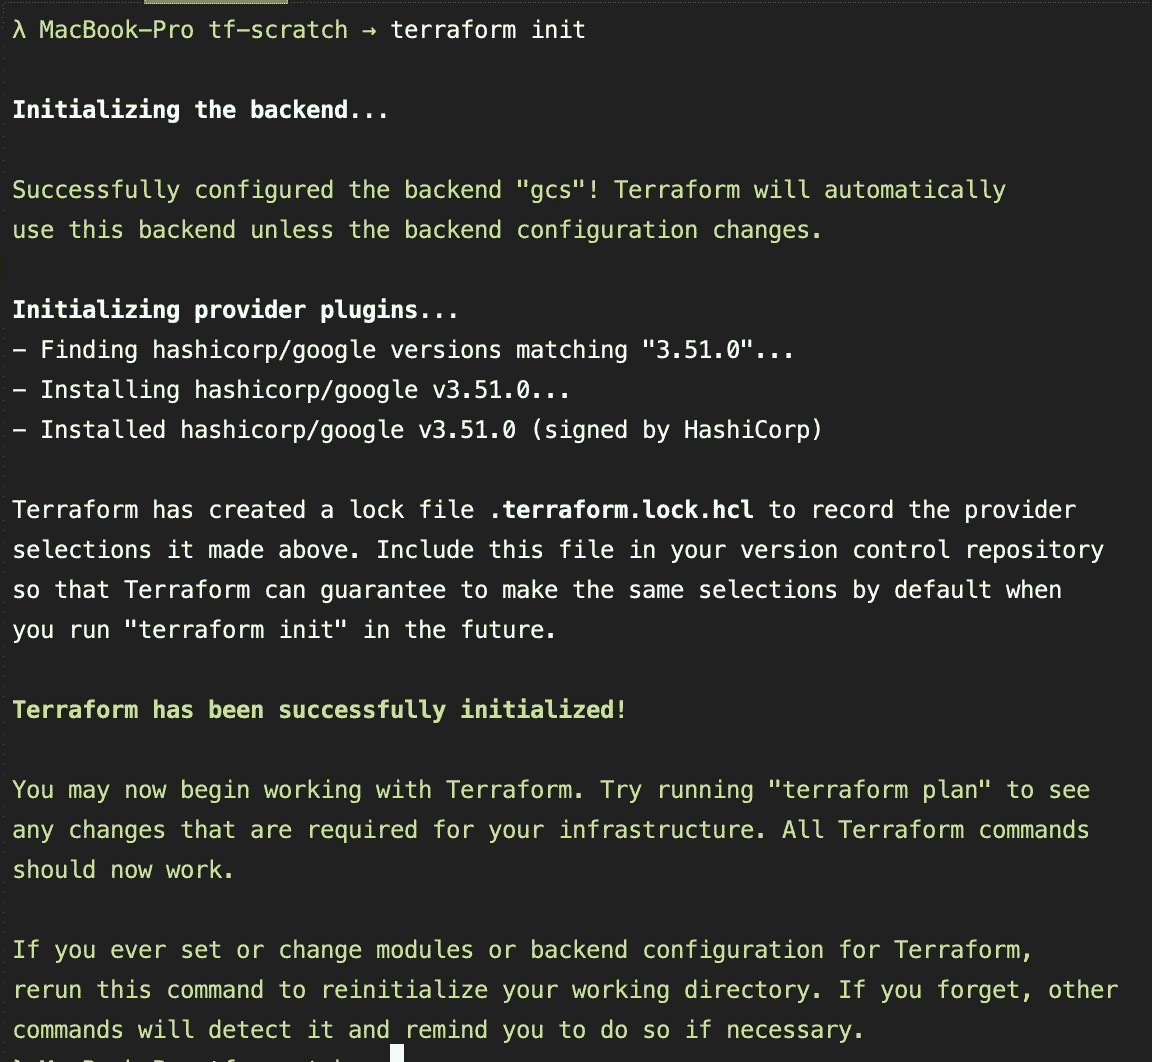 λ MacBook-Pro tf-scratch → terraform init
Initializing the backend...
Successfully configured the backend "gcs"! Terraform will automatically
use this backend unless the backend configuration changes.
Initializing provider plugins...
- Finding hashicorp/google versions matching "3.51.0"...
- Installing hashicorp/google v3.51.0...
- Installed hashicorp/google v3.51.0 (signed by HashiCorp)
Terraform has created a lock file .terraform.lock.hcl to record the provider
selections it made above. Include this file in your version control repository
so that Terraform can guarantee to make the same selections by default when
you run "terraform init" in the future.
Terraform has been successfully initialized!
You may now begin working with Terraform. Try running "terraform plan" to see
any changes that are required for your infrastructure. All Terraform commands
should now work.
If you ever set or change modules or backend configuration for Terraform,
rerun this command to reinitialize your working directory. If you forget, other
commands will detect it and remind you to do so if necessary.